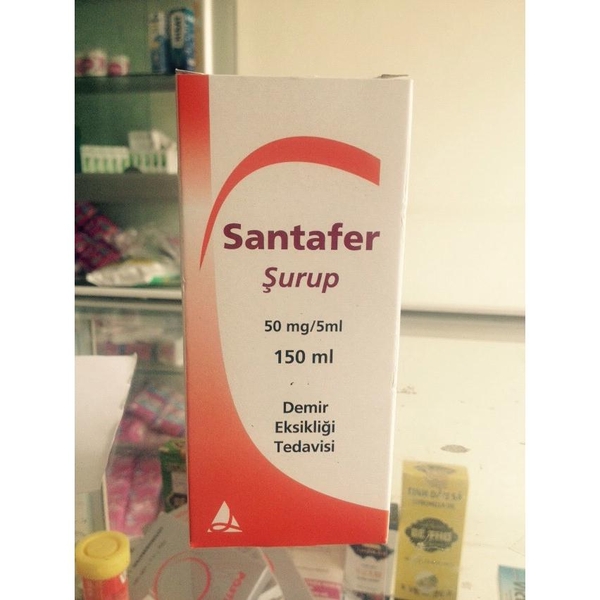 Santafer
Şurup
50 mg/5ml
150 ml
Demir
Eksikliği
Tedavisi